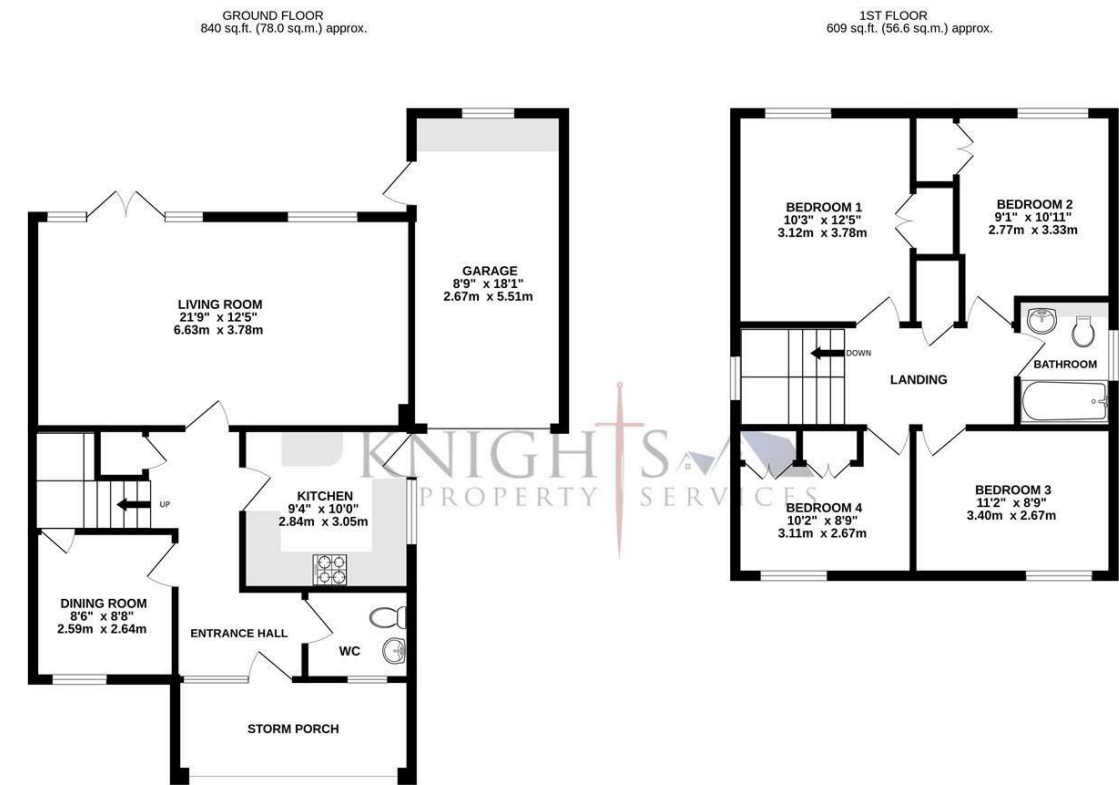 GROUND FLOOR
840 sq.ft. (78.0 sq.m.) approx.
1ST FLOOR
609 sq.ft. (56.6 sq.m.) approx.
LIVING ROOM
21'9" x 12'5"
6.63m x 3.78m
GARAGE
8'9" x 18'1"
2.67m x 5.51m
UP
KITCHEN
9'4" x 10'0"
2.84m x 3.05m
DINING ROOM
8'6" x 8'8"
2.59m x 2.64m
ENTRANCE HALL
WC
STORM PORCH
BEDROOM 1
10'3" x 12'5"
3.12m x 3.78m
BEDROOM 2
9'1" x 10'11"
2.77m x 3.33m
DOWN
LANDING
BATHROOM
BEDROOM 4
10'2" x 8'9"
3.11m x 2.67m
BEDROOM 3
11'2" x 8'9"
3.40m x 2.67m
KNIGHTS
PROPERTY SERVICES